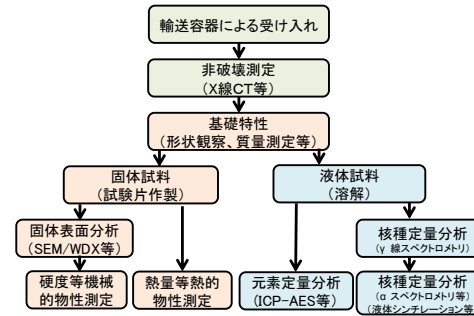 輸送容器による受け入れ
非破壊測定
（X線CT等）
基礎特性
（形状観察、質量測定等）
固体試料
（試験片作製）
液体試料
（溶解）
固体表面分析
（SEM/WDX等）
硬度等機械
的物性測定
熱量等熱的
物性測定
元素定量分析
（ICP-AES等）
核種定量分析
（γ 線スペクトロメトリ）
核種定量分析
（α スペクトロメトリ等）
（液体シンチレーション等）